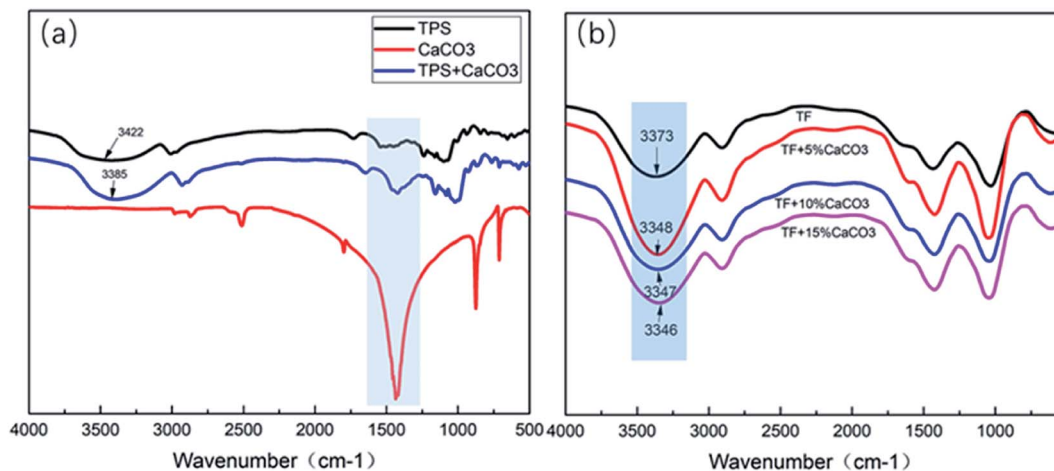 (a)
TPS
CaCO3
TPS+CaCO3
3422
3385
4000 3500 3000 2500 2000 1500 1000 500
Wavenumber（cm-1）
(b)
TF
3373
TF+5%CaCO3
TF+10%CaCO3
3348
TF+15%CaCO3
3347
3346
4000 3500 3000 2500 2000 1500 1000
Wavenumber（cm-1）